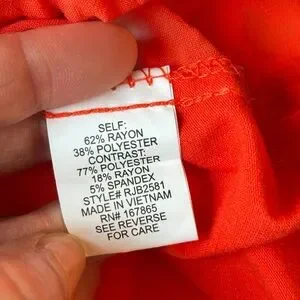 SELF:
62% RAYON
38% POLYESTER
CONTRAST:
77% POLYESTER
18% RAYON
5% SPANDEX
STYLE# RJB2581
MADE IN VIETNAM
RN# 167865
SEE REVERSE
FOR CARE